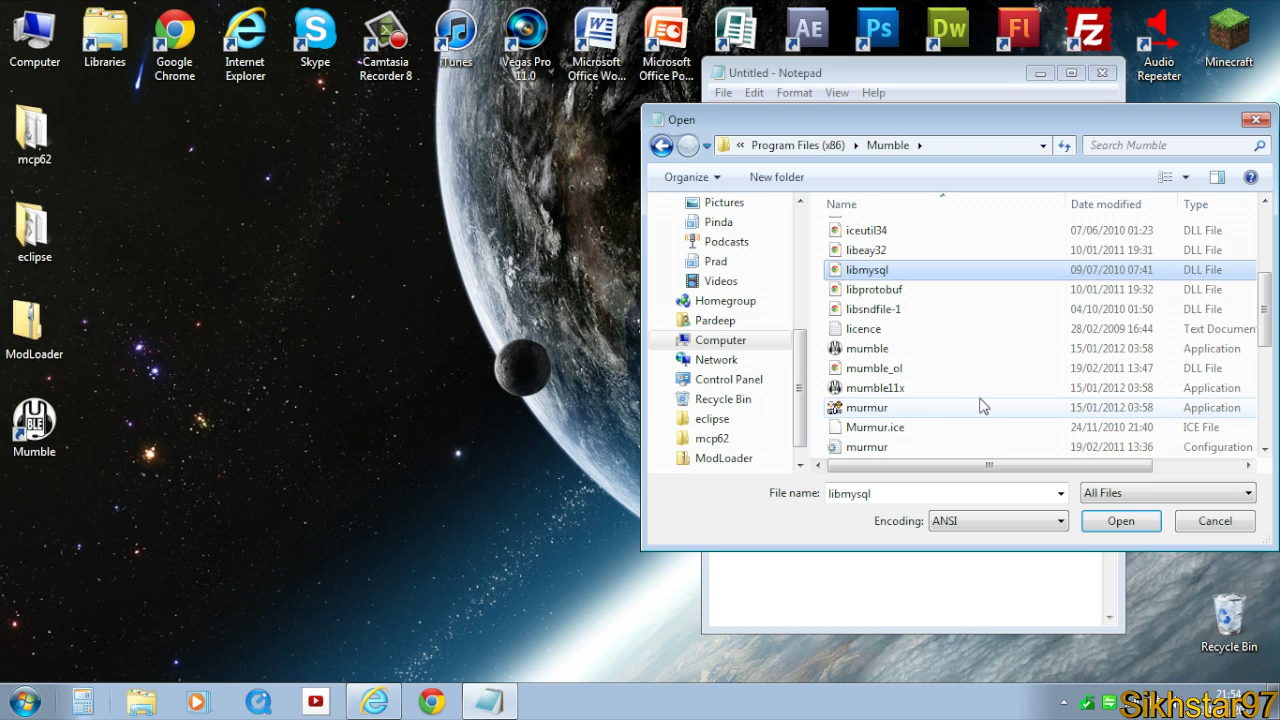 Computer
Libraries
Google Chrome
Internet Explorer
Skype
Camtasia Recorder 8
iTunes
Vegas Pro 11.0
W
Microsoft Office Wo...
Microsoft Office Po...
Ae
Ps
Dw
Fl
Fz
Audio Repeater
Minecraft
mcp62
eclipse
ModLoader
MUM
BLE
Mumble
Untitled - Notepad
File Edit Format View Help
Open
« Program Files (x86) Mumble
Search Mumble
Organize New folder
Pictures
Pinda
Podcasts
Prad
Videos
Homegroup
Pardeep
Computer
Network
Control Panel
Recycle Bin
eclipse
mcp62
ModLoader
Name Date modified Type
iceutil34 07/06/2010 01:23 DLL File
libeay32 10/01/2011 19:31 DLL File
libmysql 09/07/2010 07:41 DLL File
libprotobuf 10/01/2011 19:32 DLL File
libsndfile-1 04/10/2010 01:50 DLL File
licence 28/02/2009 16:44 Text Documen
mumble 15/01/2012 03:58 Application
mumble_ol 19/02/2011 13:47 DLL File
mumble11x 15/01/2012 03:58 Application
murmur 15/01/2012 03:58 Application
Murmur.ice 24/11/2010 21:40 ICE File
murmur 19/02/2011 13:36 Configuration
File name: libmysql All Files
Encoding: ANSI Open Cancel
Recycle Bin
21:54
Sikhstar97